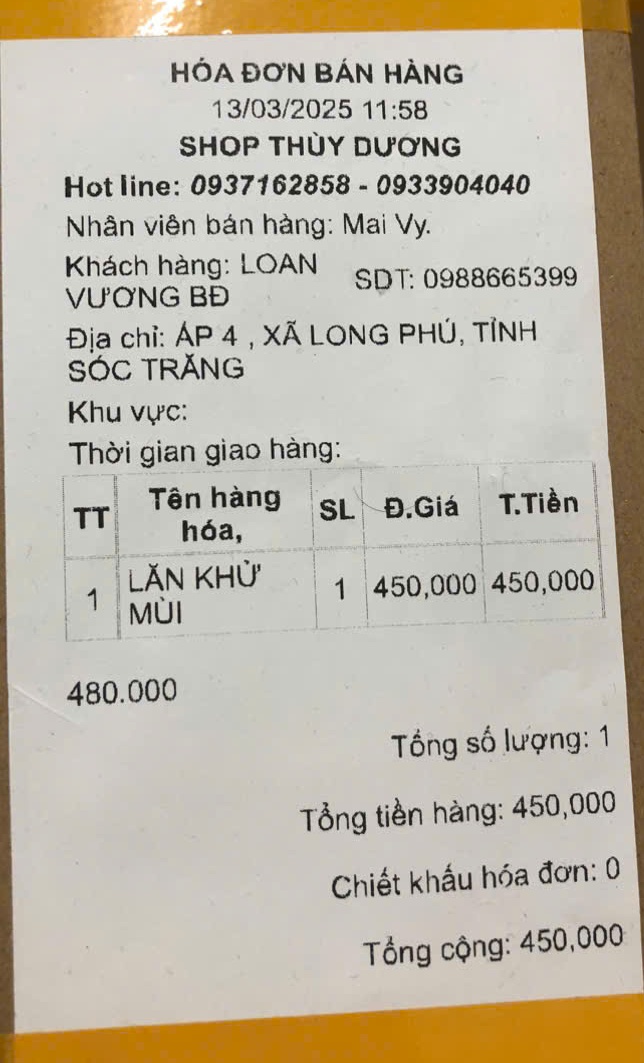 HÓA ĐƠN BÁN HÀNG
13/03/2025 11:58
SHOP THÙY DƯƠNG
Hot line: 0937162858 - 0933904040
Nhân viên bán hàng: Mai Vy.
Khách hàng: LOAN VƯƠNG BĐ
SDT: 0988665399
Địa chỉ: ÁP 4 , XÃ LONG PHÚ, TỈNH
SÓC TRĂNG
Khu vực:
Thời gian giao hàng:
TT Tên hàng hóa, SL Đ.Giá T.Tiền
1 LĂN KHỬ MÙI 1 450,000 450,000
480.000
Tổng số lượng: 1
Tổng tiền hàng: 450,000
Chiết khấu hóa đơn: 0
Tổng cộng: 450,000